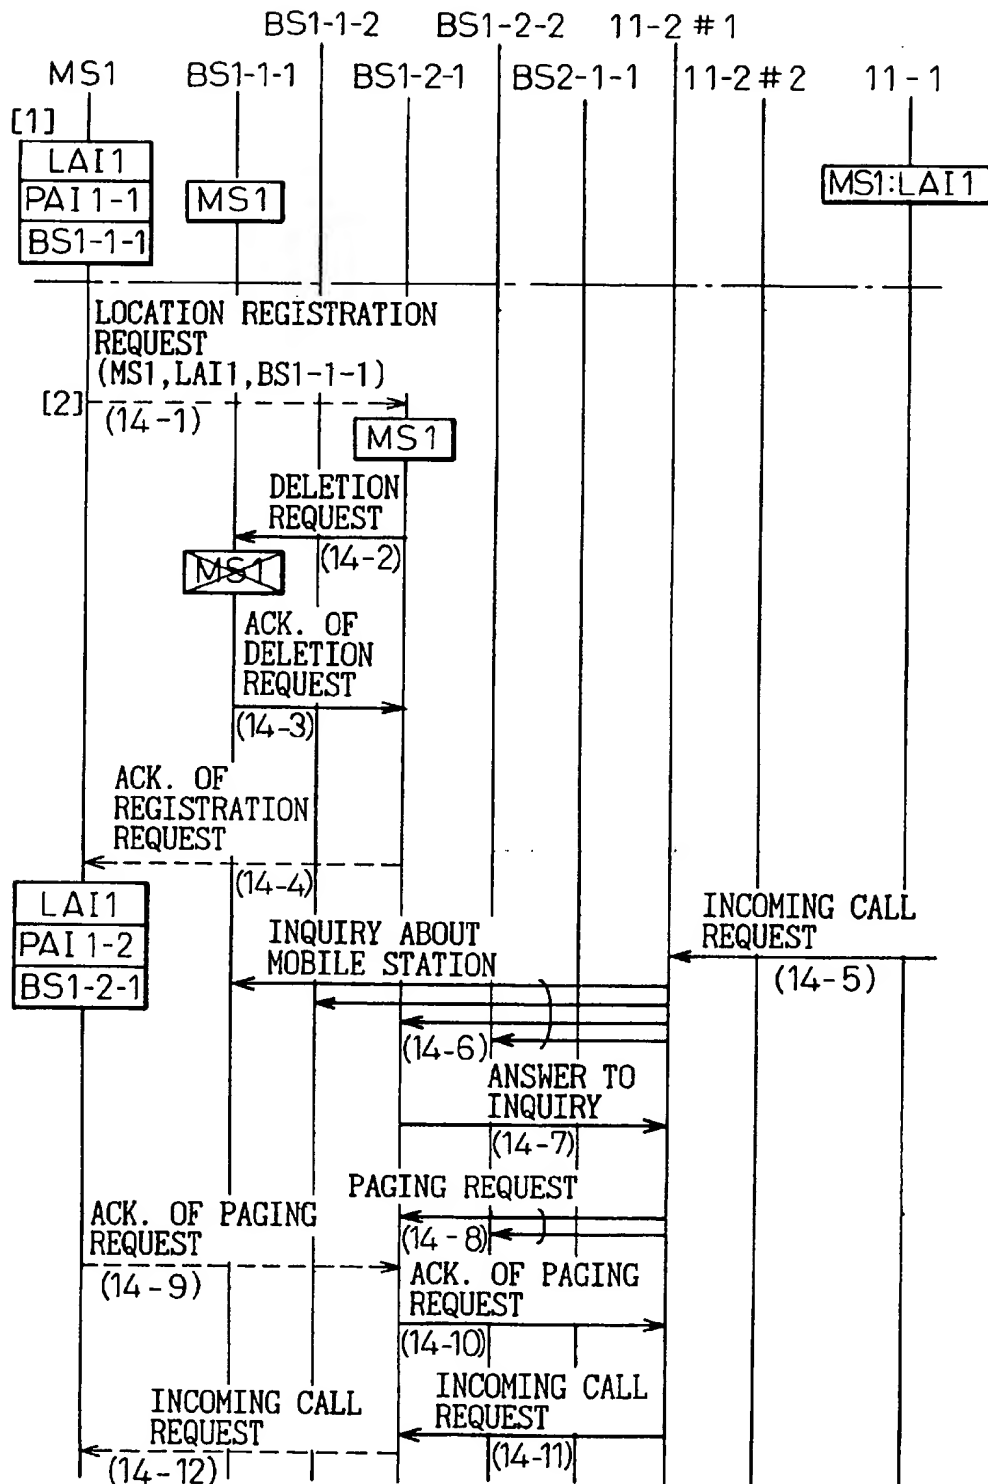 BS1-1-2 BS1-2-2 11-2#1
MS1 BS1-1-1 BS1-2-1 BS2-1-1 11-2#2 11-1
[1]
LAI1
PAI1-1
BS1-1-1
MS1
MS1:LAI1
LOCATION REGISTRATION
REQUEST
(MS1,LAI1,BS1-1-1)
[2]
(14-1)
MS1
DELETION
REQUEST
(14-2)
MS1
ACK. OF
DELETION
REQUEST
(14-3)
ACK. OF
REGISTRATION
REQUEST
(14-4)
LAI1
PAI1-2
BS1-2-1
INCOMING CALL
REQUEST
(14-5)
INQUIRY ABOUT
MOBILE STATION
(14-6)
ANSWER TO
INQUIRY
(14-7)
PAGING REQUEST
(14-8)
ACK. OF PAGING
REQUEST
(14-9)
ACK. OF PAGING
REQUEST
(14-10)
INCOMING CALL
REQUEST
(14-11)
INCOMING CALL
REQUEST
(14-12)